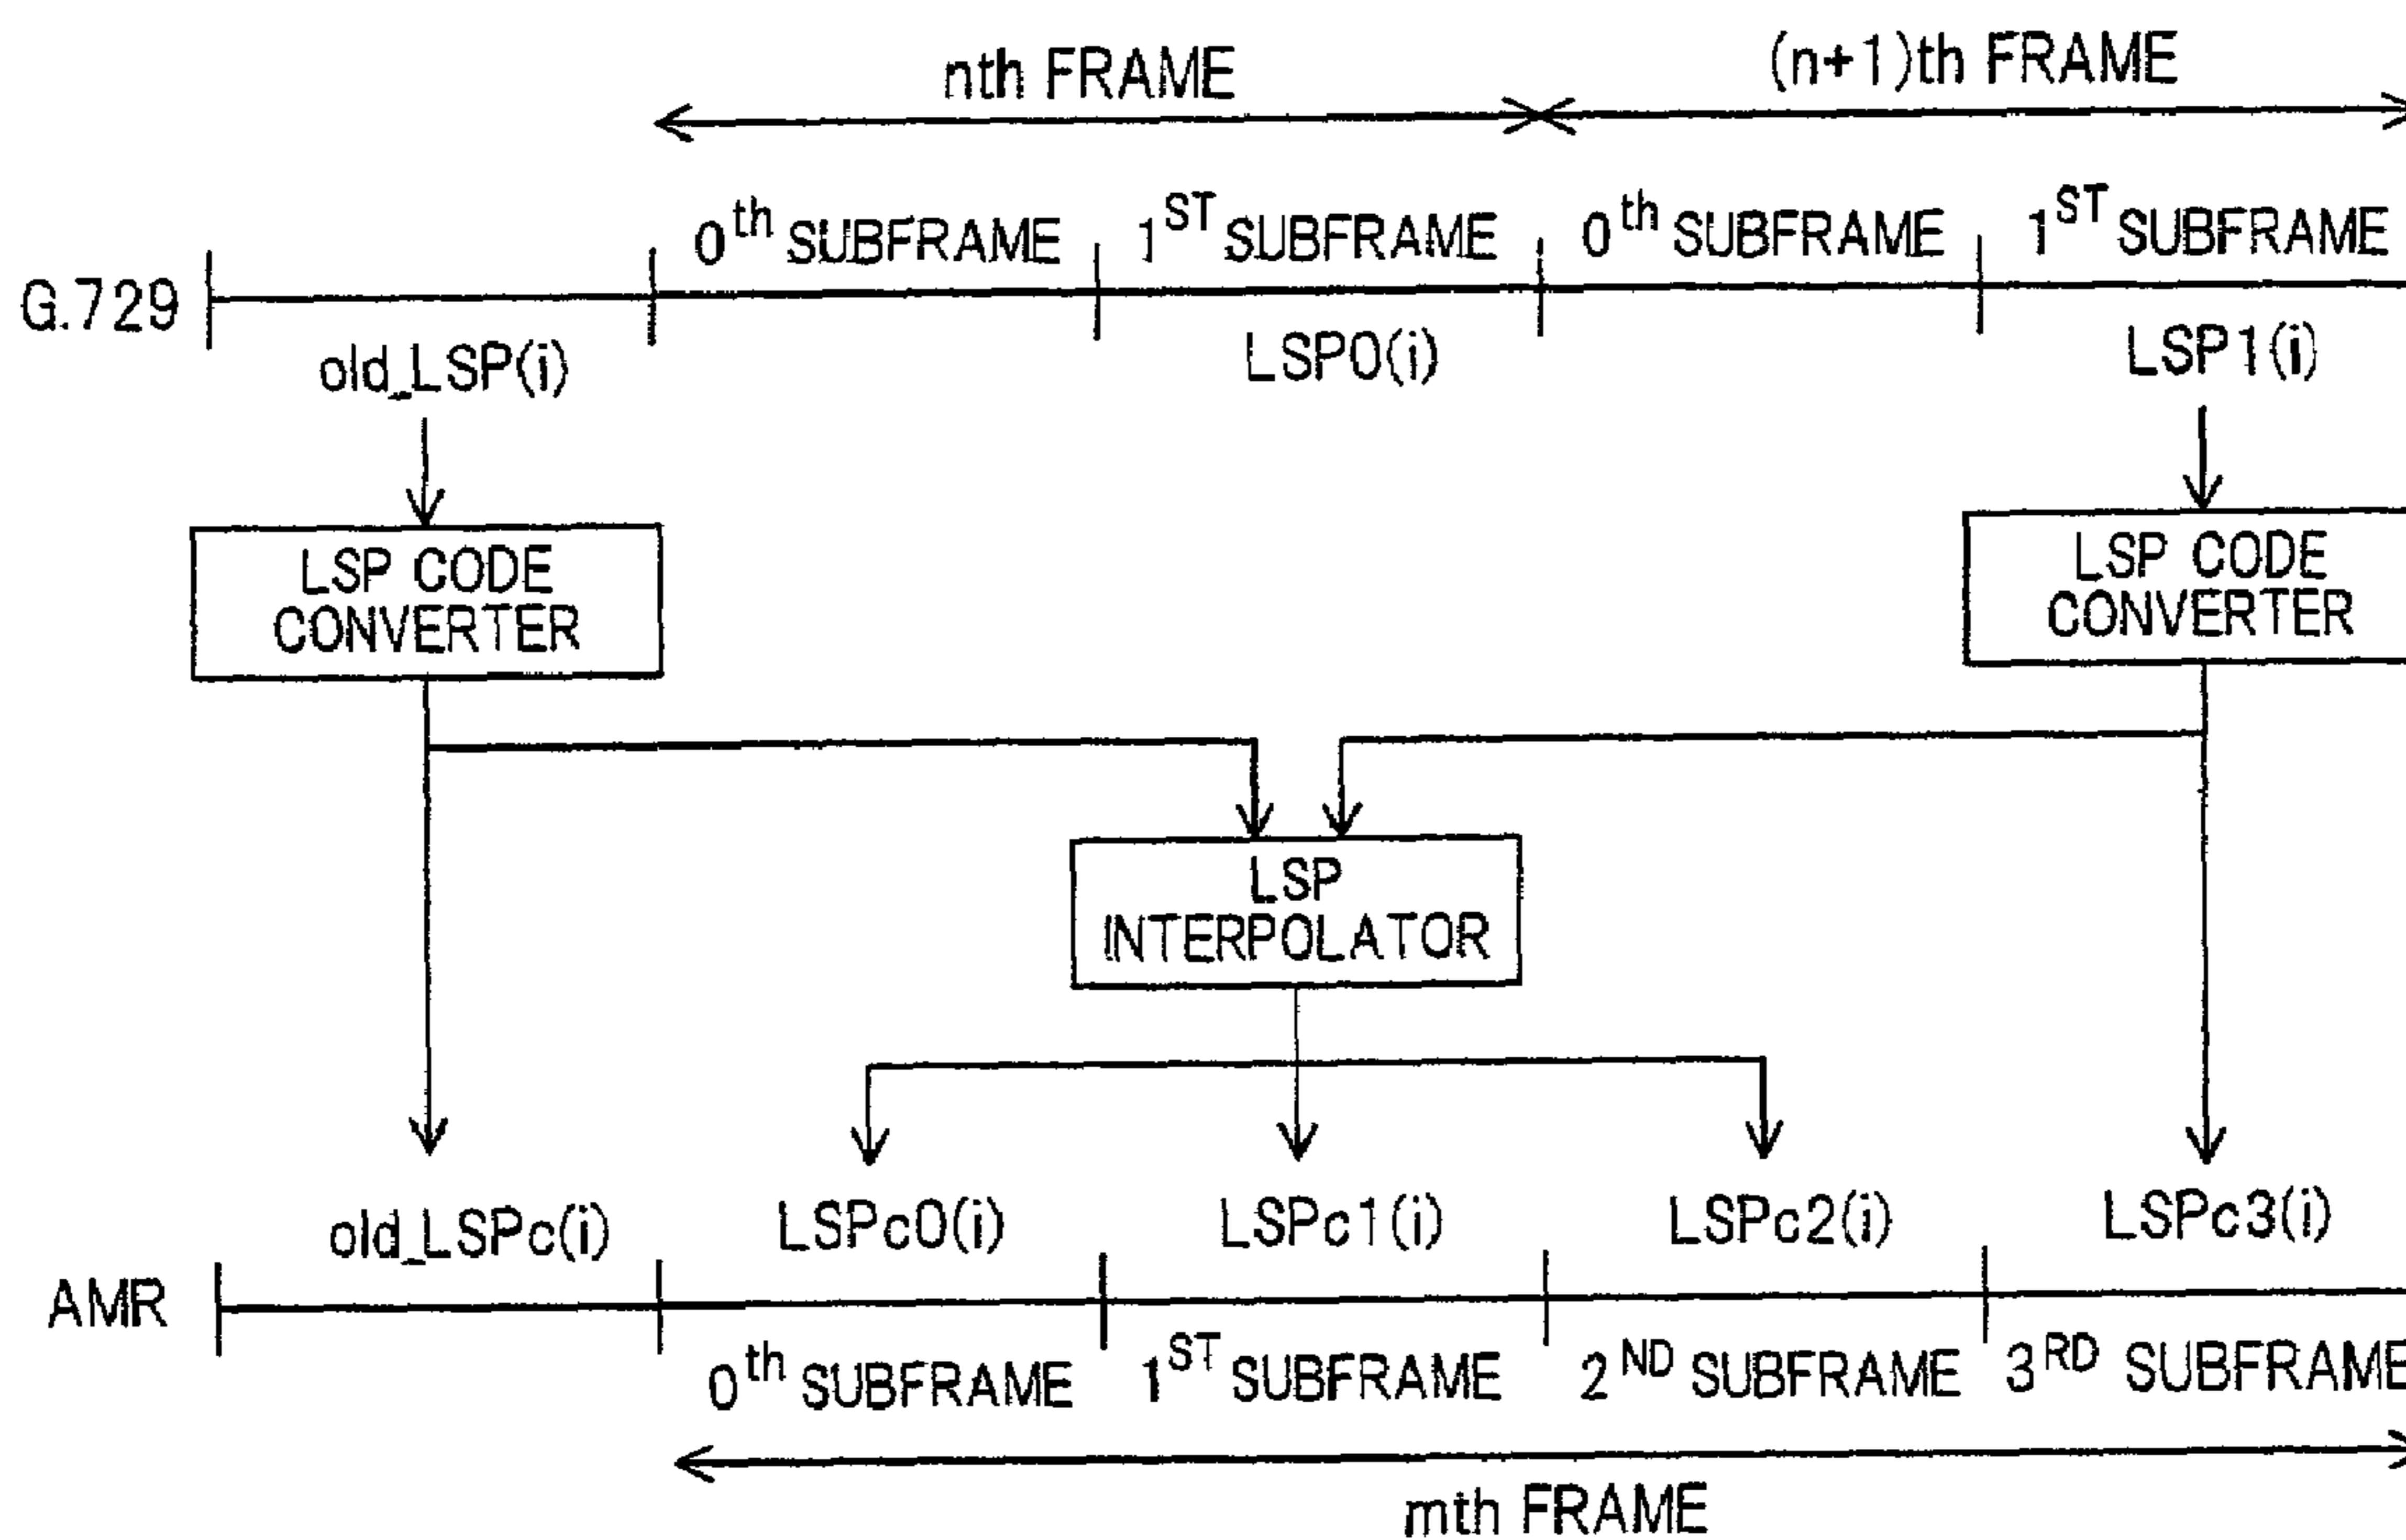 nth FRAME (n+1)th FRAME
0th SUBFRAME 1ST SUBFRAME 0th SUBFRAME 1ST SUBFRAME
G.729
old_LSP(i) LSP0(i) LSP1(i)
LSP CODE
CONVERTER
LSP CODE
CONVERTER
LSP
INTERPOLATOR
old_LSPc(i) LSPc0(i) LSPc1(i) LSPc2(i) LSPc3(i)
AMR
0th SUBFRAME 1ST SUBFRAME 2ND SUBFRAME 3RD SUBFRAME
mth FRAME